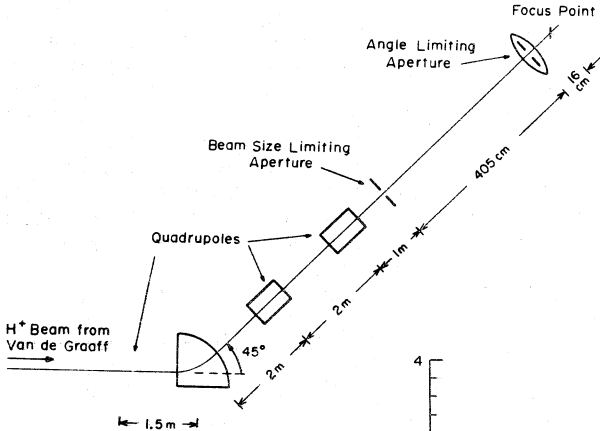 Focus Point
Angle Limiting
Aperture
16
cm
Beam Size Limiting
Aperture
405 cm
Quadrupoles
1m
2m
H+ Beam from
Van de Graaff
45°
2m
4
1.5m